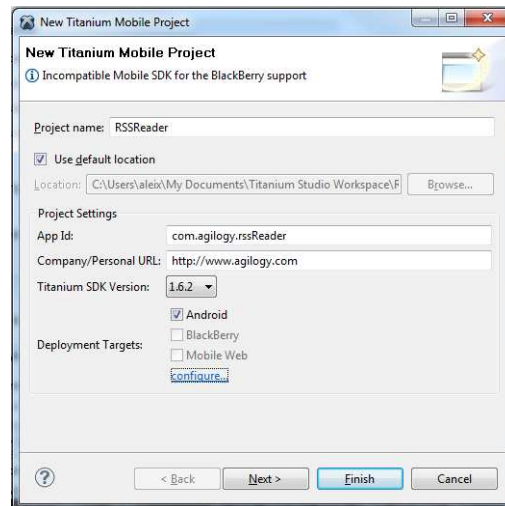 New Titanium Mobile Project
New Titanium Mobile Project
Incompatible Mobile SDK for the BlackBerry support
Project name: RSSReader
Use default location
Location: C:\Users\aleix\My Documents\Titanium Studio Workspace\R Browse...
Project Settings
App Id: com.agilogy.rssReader
Company/Personal URL: http://www.agilogy.com
Titanium SDK Version: 1.6.2
Android
Deployment Targets: BlackBerry
Mobile Web
configure...
? < Back Next > Finish Cancel